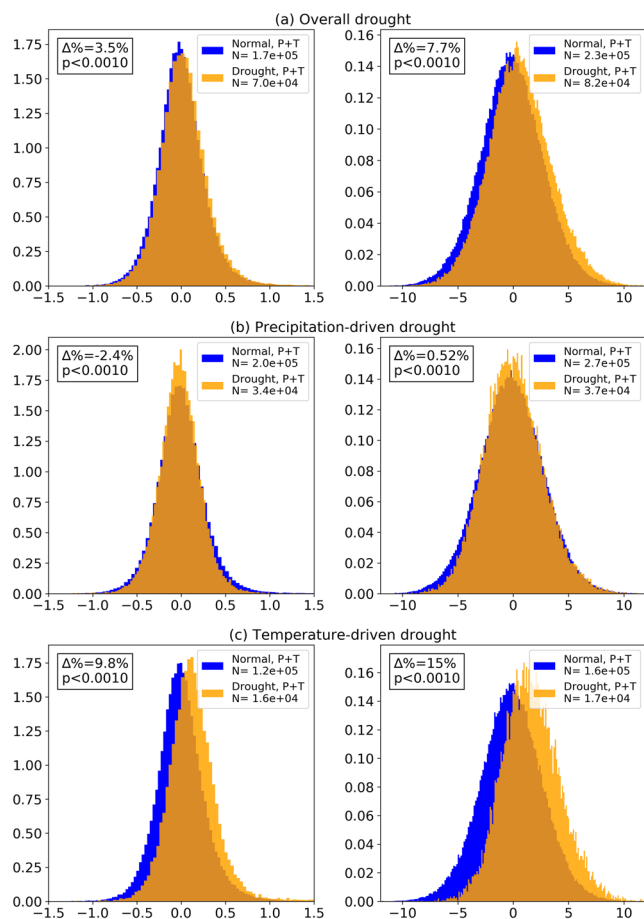 (a) Overall drought
Δ%=3.5%
p<0.0010
Normal, P+T
N= 1.7e+05
Drought, P+T
N= 7.0e+04
1.75
1.50
1.25
1.00
0.75
0.50
0.25
0.00
−1.5 −1.0 −0.5 0.0 0.5 1.0 1.5
Δ%=7.7%
p<0.0010
Normal, P+T
N= 2.3e+05
Drought, P+T
N= 8.2e+04
0.16
0.14
0.12
0.10
0.08
0.06
0.04
0.02
0.00
−10 −5 0 5 10
(b) Precipitation-driven drought
Δ%=-2.4%
p<0.0010
Normal, P+T
N= 2.0e+05
Drought, P+T
N= 3.4e+04
2.00
1.75
1.50
1.25
1.00
0.75
0.50
0.25
0.00
−1.5 −1.0 −0.5 0.0 0.5 1.0 1.5
Δ%=0.52%
p<0.0010
Normal, P+T
N= 2.7e+05
Drought, P+T
N= 3.7e+04
0.16
0.14
0.12
0.10
0.08
0.06
0.04
0.02
0.00
−10 −5 0 5 10
(c) Temperature-driven drought
Δ%=9.8%
p<0.0010
Normal, P+T
N= 1.2e+05
Drought, P+T
N= 1.6e+04
1.75
1.50
1.25
1.00
0.75
0.50
0.25
0.00
−1.5 −1.0 −0.5 0.0 0.5 1.0 1.5
Δ%=15%
p<0.0010
Normal, P+T
N= 1.6e+05
Drought, P+T
N= 1.7e+04
0.16
0.14
0.12
0.10
0.08
0.06
0.04
0.02
0.00
−10 −5 0 5 10